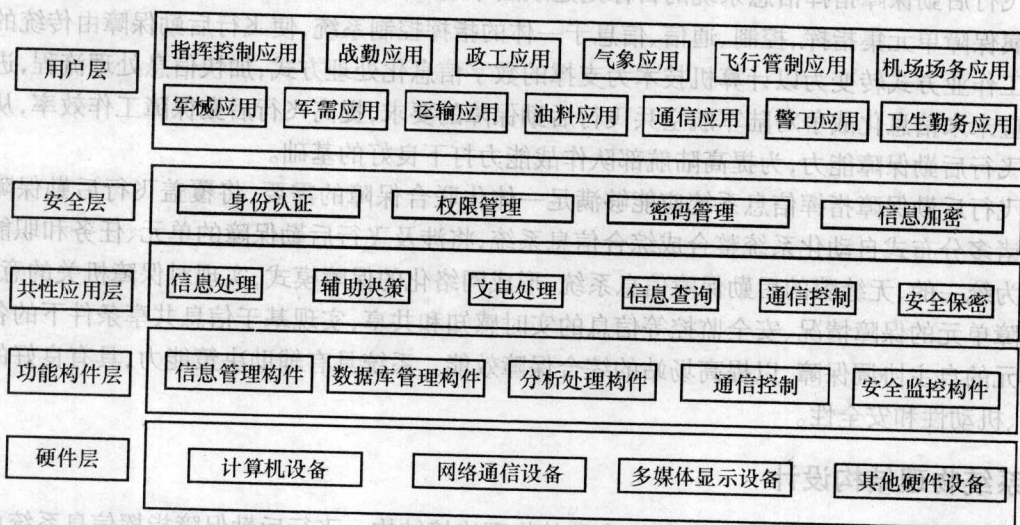 指挥控制应用 战勤应用 政工应用 气象应用 飞行管制应用 机场场务应用
用户层
军械应用 军需应用 运输应用 油料应用 通信应用 警卫应用 卫生勤务应用
安全层 身份认证 权限管理 密码管理 信息加密
共性应用层 信息处理 辅助决策 文电处理 信息查询 通信控制 安全保密
功能构件层 信息管理构件 数据库管理构件 分析处理构件 通信控制 安全监控构件
硬件层 计算机设备 网络通信设备 多媒体显示设备 其他硬件设备